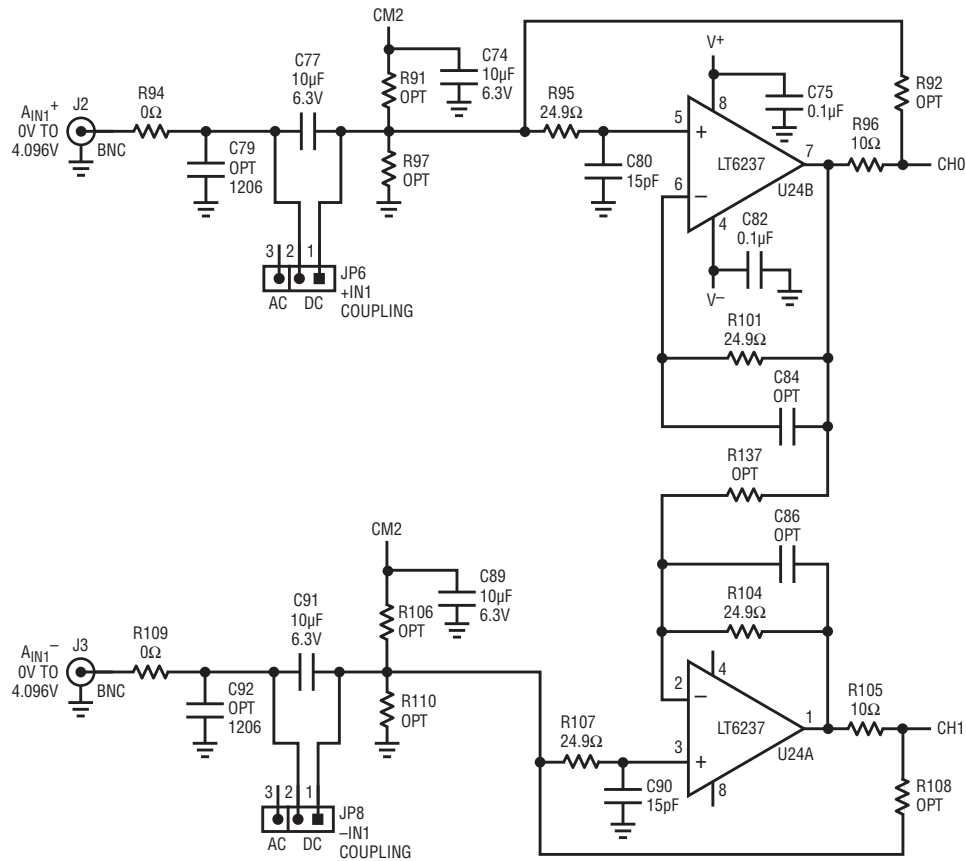 CM2
C77
10µF
6.3V
R91
OPT
C74
10µF
6.3V
V+
R92
OPT
AIN1+
0V TO
4.096V
J2
BNC
R94
0Ω
C79
OPT
1206
R97
OPT
R95
24.9Ω
C80
15pF
C75
0.1µF
8
5
+
6
–
LT6237
7
U24B
4
R96
10Ω
CH0
C82
0.1µF
V–
3
2
1
AC
DC
JP6
+IN1
COUPLING
R101
24.9Ω
C84
OPT
R137
OPT
C86
OPT
R104
24.9Ω
CM2
C91
10µF
6.3V
R106
OPT
C89
10µF
6.3V
AIN1–
0V TO
4.096V
J3
BNC
R109
0Ω
C92
OPT
1206
R110
OPT
R107
24.9Ω
C90
15pF
4
2
–
3
+
LT6237
1
U24A
8
R105
10Ω
CH1
R108
OPT
3
2
1
AC
DC
JP8
–IN1
COUPLING